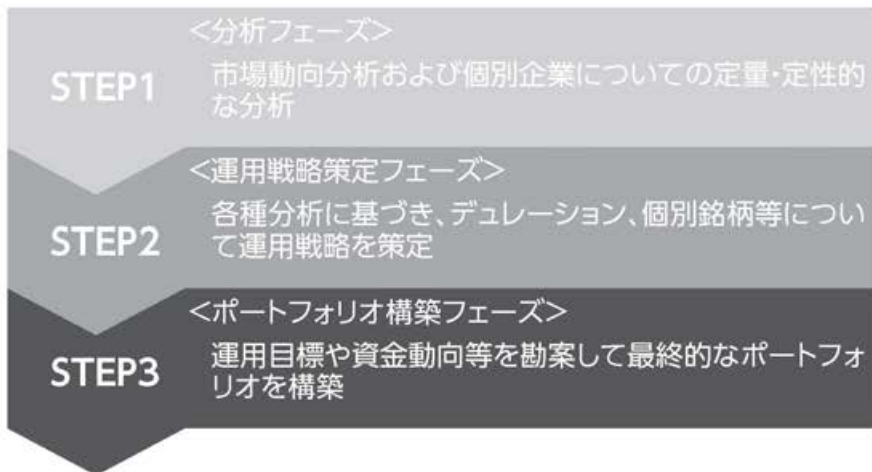 <分析フェーズ>
STEP1
市場動向分析および個別企業についての定量・定性的
な分析
<運用戦略策定フェーズ>
STEP2
各種分析に基づき、デュレーション、個別銘柄等につい
て運用戦略を策定
<ポートフォリオ構築フェーズ>
STEP3
運用目標や資金動向等を勘案して最終的なポートフォ
リオを構築